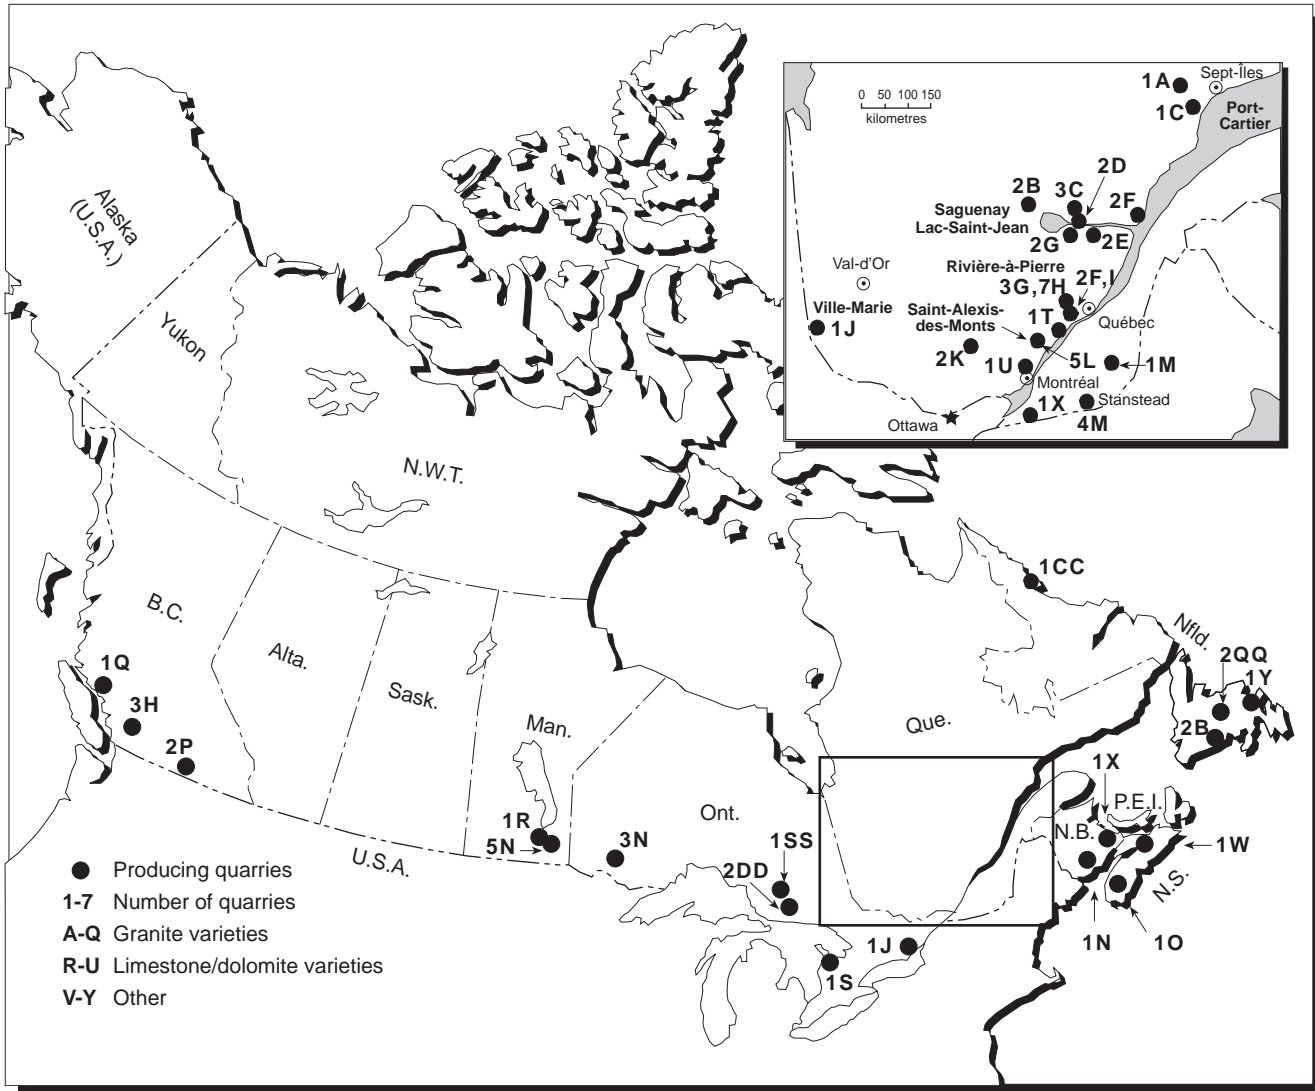 Alaska
(U.S.A.)
Yukon
N.W.T.
B.C.
Alta.
Sask.
Man.
Ont.
Que.
Nfld.
P.E.I.
N.B.
N.S.
U.S.A.
1Q
3H
2P
1R
5N
3N
1SS
2DD
1J
1S
1CC
2QQ
1Y
2B
1X
1W
1N
1O
0 50 100 150
kilometres
1A
Sept-Îles
1C
Port-
Cartier
2D
2B
3C
2F
Saguenay
Lac-Saint-Jean
2G
2E
Val-d'Or
Rivière-à-Pierre
3G,7H
2F,I
Ville-Marie
1J
Saint-Alexis-
des-Monts
1T
Québec
2K
1U
5L
1M
Montréal
Stanstead
1X
4M
Ottawa
Producing quarries
1-7 Number of quarries
A-Q Granite varieties
R-U Limestone/dolomite varieties
V-Y Other